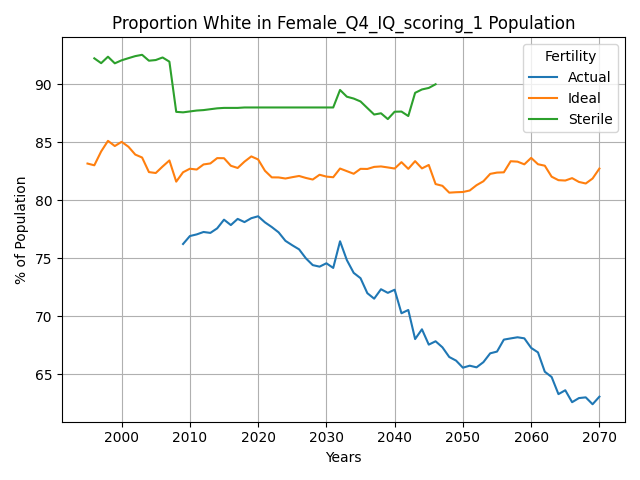 Proportion White in Female_Q4_IQ_scoring_1 Population
Fertility
Actual
Ideal
Sterile
% of Population
90
85
80
75
70
65
2000
2010
2020
2030
2040
2050
2060
2070
Years